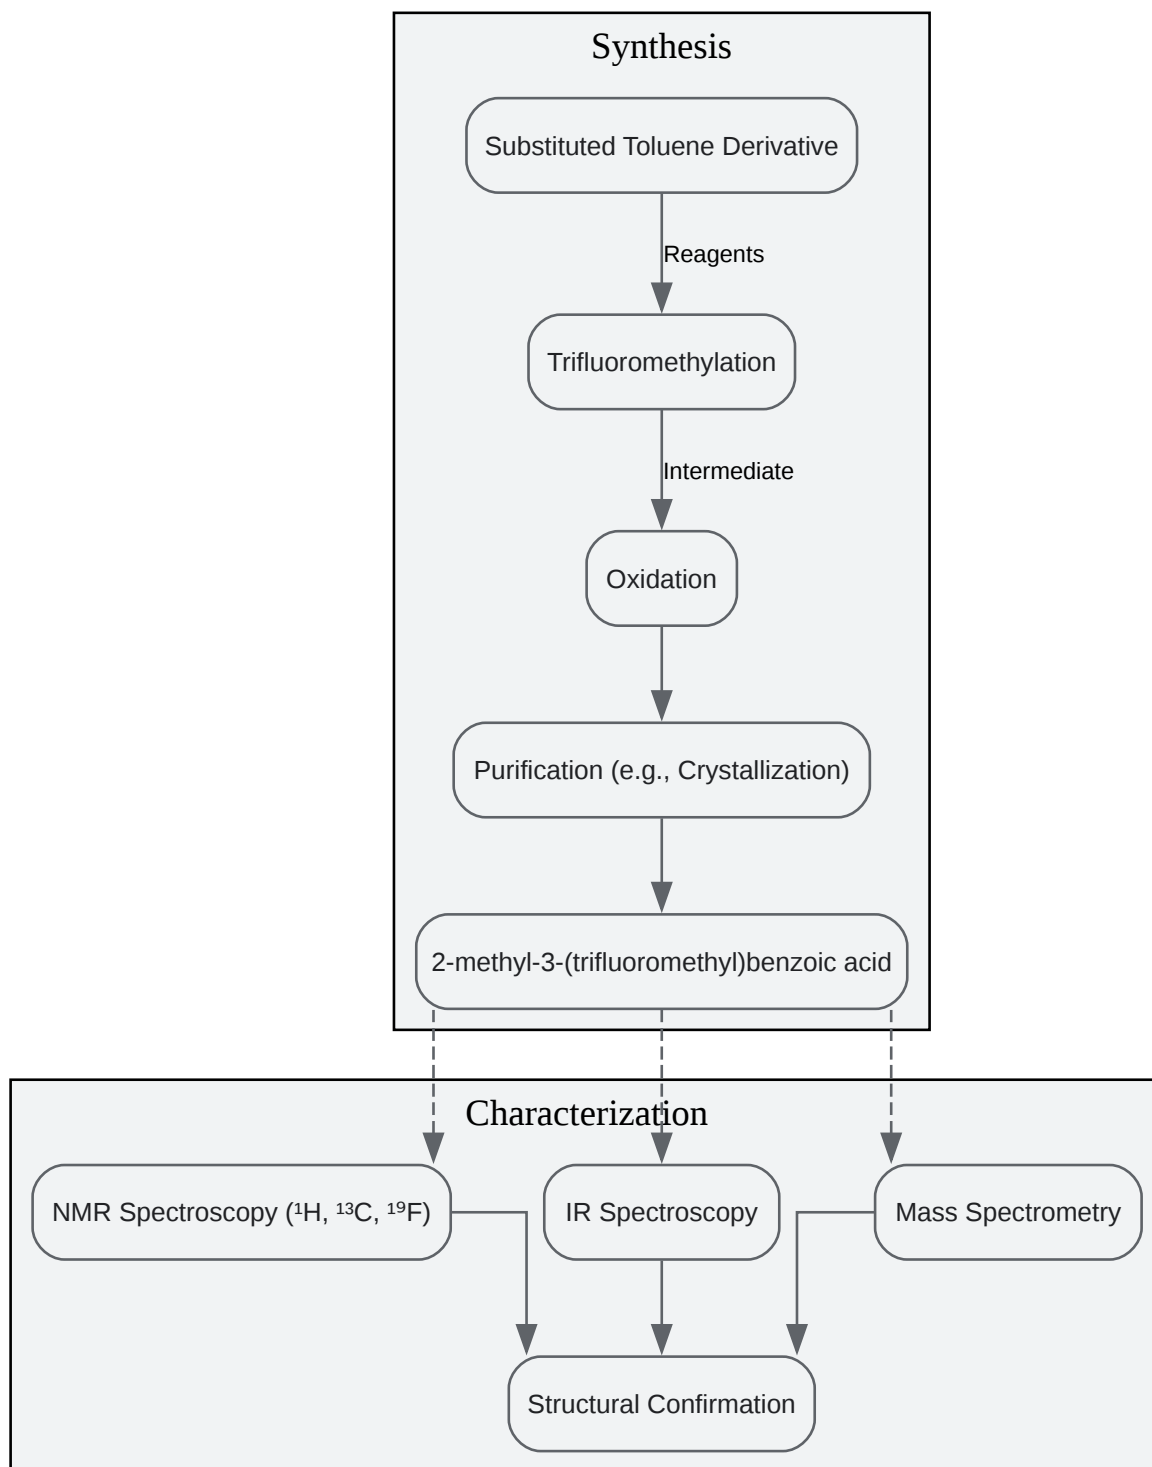 Synthesis
Substituted Toluene Derivative
Reagents
Trifluoromethylation
Intermediate
Oxidation
Purification (e.g., Crystallization)
2-methyl-3-(trifluoromethyl)benzoic acid
Characterization
NMR Spectroscopy (¹H, ¹³C, ¹⁹F)
IR Spectroscopy
Mass Spectrometry
Structural Confirmation